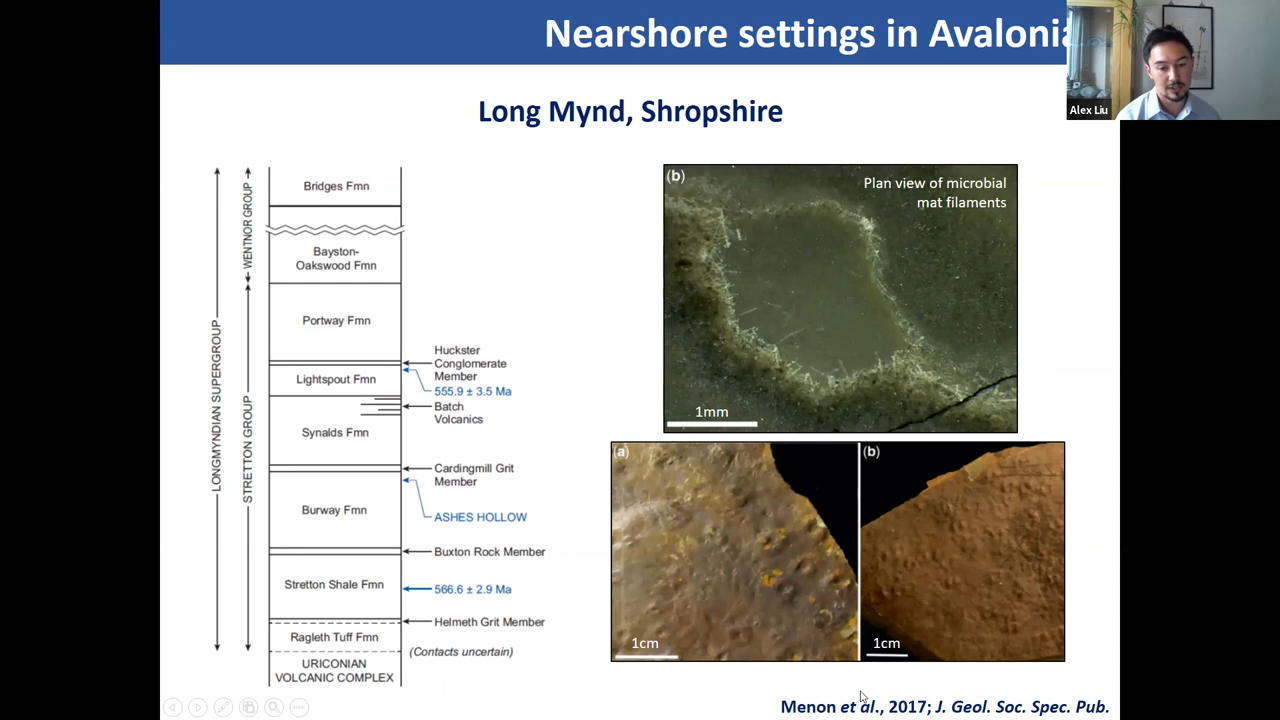 Nearshore settings in Avalonia
Alex Liu
Long Mynd, Shropshire
LONGMYNDIAN SUPERGROUP
WENTNOR GROUP
STRETTON GROUP
Bridges Fmn
Bayston-
Oakswood Fmn
Portway Fmn
Lightspout Fmn
Synalds Fmn
Burway Fmn
Stretton Shale Fmn
Ragleth Tuff Fmn
URICONIAN
VOLCANIC COMPLEX
Huckster
Conglomerate
Member
555.9 ± 3.5 Ma
Batch
Volcanics
Cardingmill Grit
Member
ASHES HOLLOW
Buxton Rock Member
566.6 ± 2.9 Ma
Helmeth Grit Member
(Contacts uncertain)
(b)
Plan view of microbial
mat filaments
1mm
(a)
1cm
(b)
1cm
Menon et al., 2017; J. Geol. Soc. Spec. Pub.